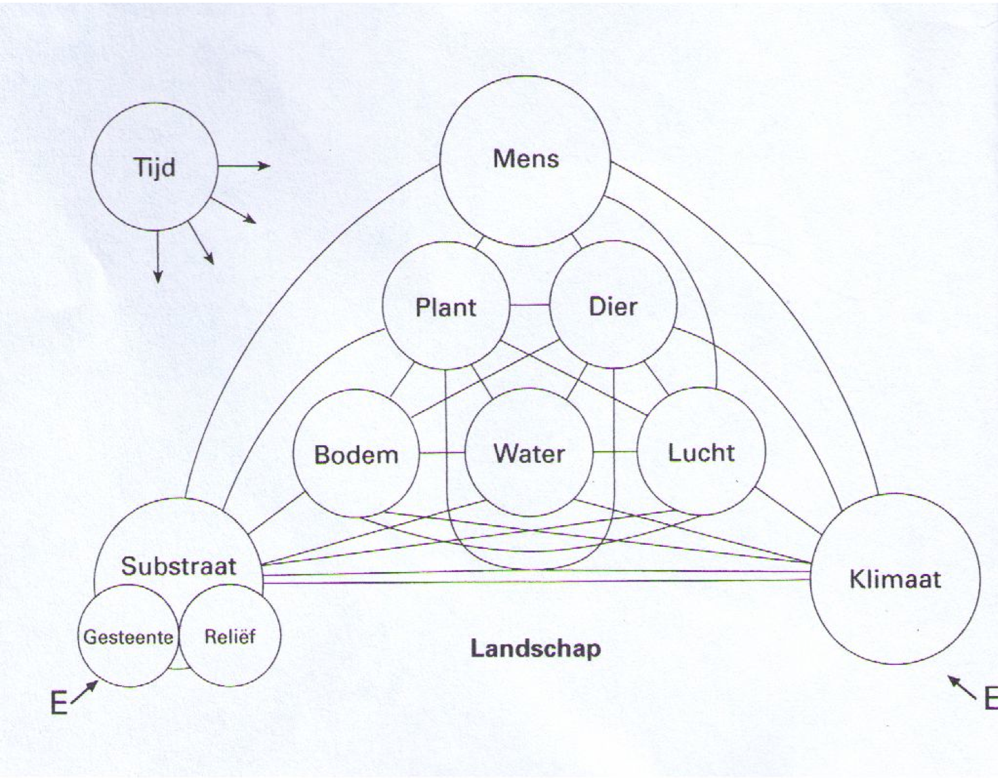 Mens
Tijd
Plant
Dier
Bodem
Water
Lucht
Substraat
Klimaat
Gesteente
Reliëf
Landschap
E
E